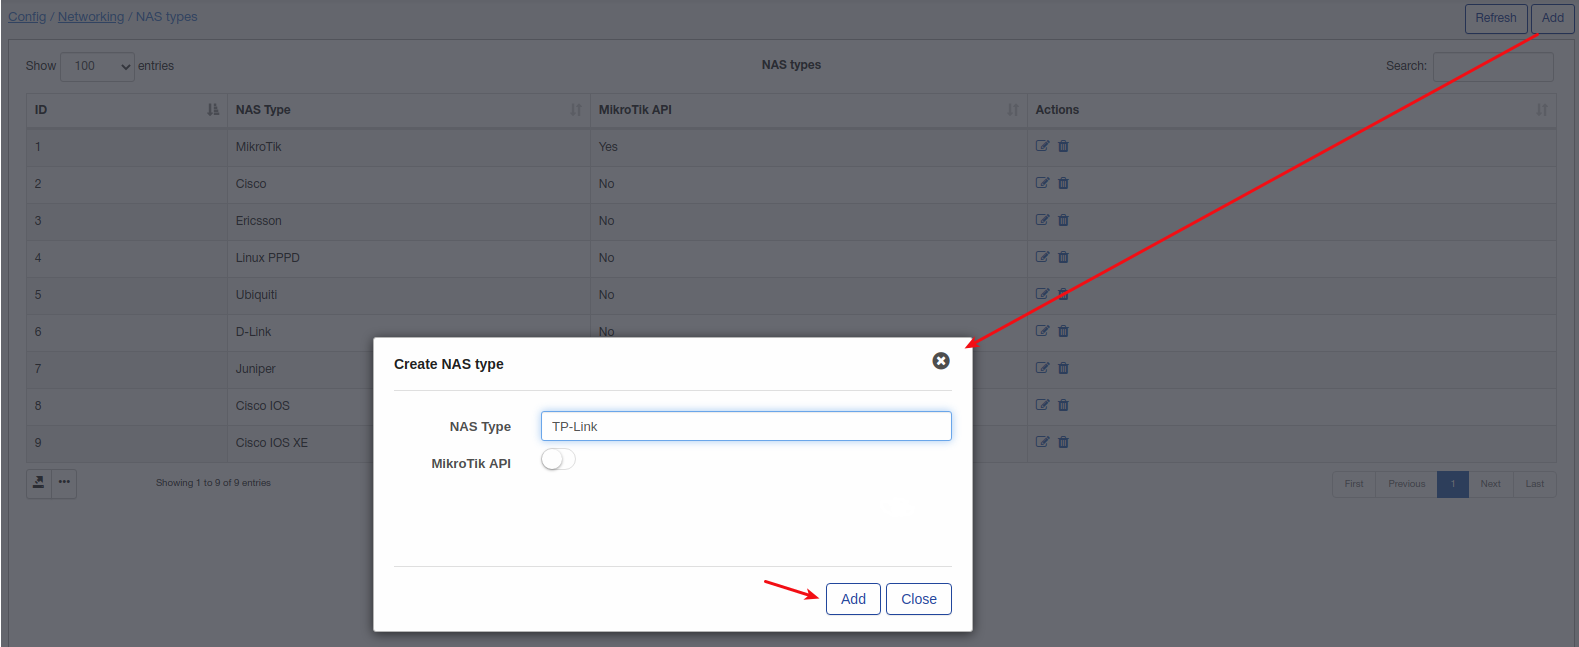 Config / Networking / NAS types
Refresh
Add
Show 100 entries
NAS types
Search:
ID NAS Type MikroTik API Actions
1 MikroTik Yes
2 Cisco No
3 Ericsson No
4 Linux PPPD No
5 Ubiquiti No
6 D-Link No
7 Juniper
8 Cisco IOS
9 Cisco IOS XE
Showing 1 to 9 of 9 entries
First Previous 1 Next Last
Create NAS type
NAS Type TP-Link
MikroTik API
Add Close